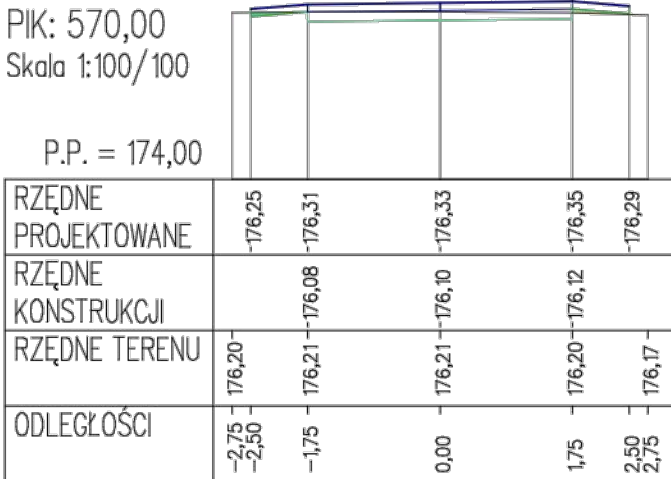 PIK: 570,00
Skala 1:100/100
P.P. = 174,00
RZĘDNE PROJEKTOWANE
176,25 176,31 176,33 176,35 176,29
RZĘDNE KONSTRUKCJI
176,08 176,10 176,12
RZĘDNE TERENU
176,20 176,21 176,21 176,20 176,17
ODLEGŁOŚCI
-2,75 -2,50 -1,75 0,00 1,75 2,50 2,75